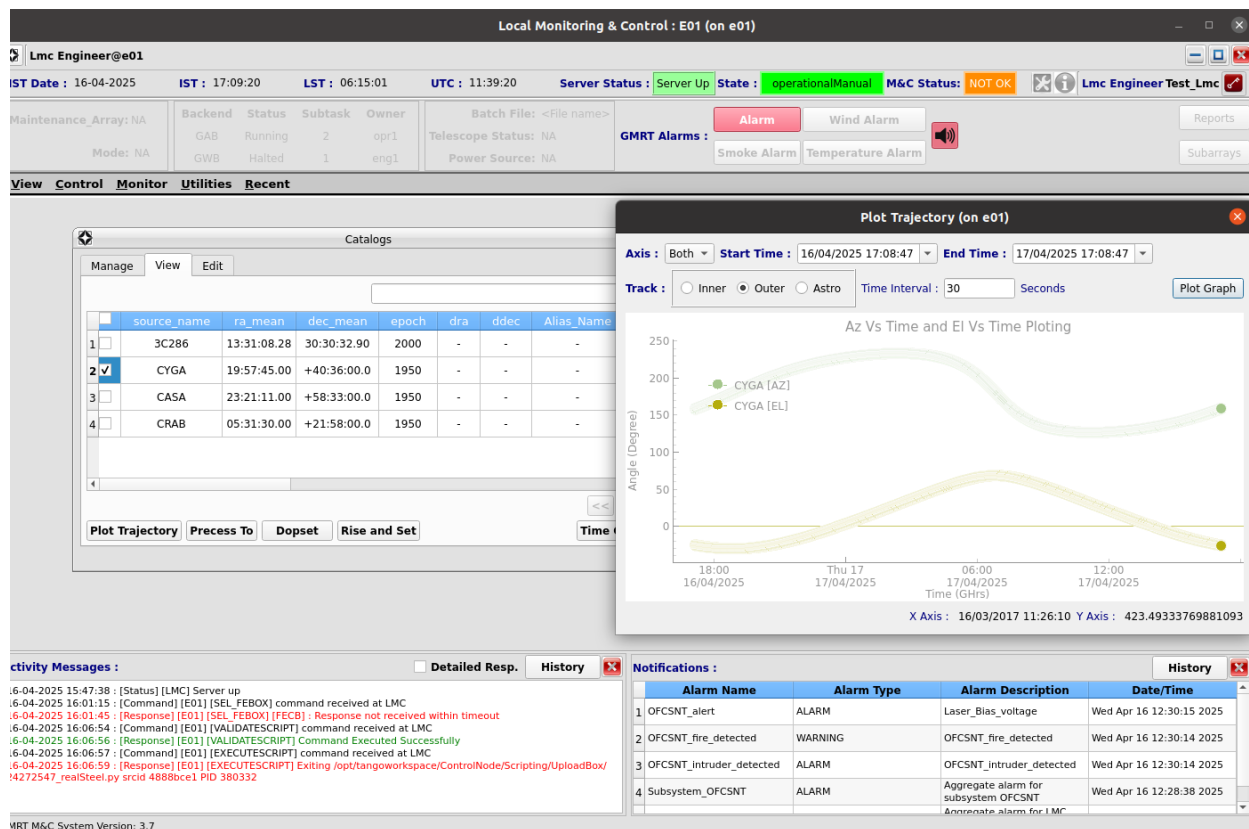 Local Monitoring & Control : E01 (on e01)
Lmc Engineer@e01
IST Date : 16-04-2025 IST : 17:09:20 LST : 06:15:01 UTC : 11:39:20 Server Status : Server Up State : operationalManual M&C Status: NOT OK Lmc Engineer Test_Lmc
Maintenance_Array: NA
Mode: NA
Backend Status Subtask Owner
GAB Running 2 opr1
GWB Halted 1 eng1
Batch File: <File name>
Telescope Status: NA
Power Source: NA
GMRT Alarms :
Alarm Wind Alarm
Smoke Alarm Temperature Alarm
Reports
Subarrays
View Control Monitor Utilities Recent
Catalogs
Manage View Edit
source_name ra_mean dec_mean epoch dra ddec Alias_Name
1 3C286 13:31:08.28 30:30:32.90 2000 - - -
2 CYGA 19:57:45.00 +40:36:00.0 1950 - - -
3 CASA 23:21:11.00 +58:33:00.0 1950 - - -
4 CRAB 05:31:30.00 +21:58:00.0 1950 - - -
<<
Plot Trajectory Precess To Dopset Rise and Set Time
Plot Trajectory (on e01)
Axis : Both Start Time : 16/04/2025 17:08:47 End Time : 17/04/2025 17:08:47
Track : Inner Outer Astro Time Interval : 30 Seconds Plot Graph
Az Vs Time and El Vs Time Ploting
250
200
150
100
50
0
Angle (Degree)
CYGA [AZ]
CYGA [EL]
18:00 Thu 17 06:00 12:00
16/04/2025 17/04/2025 17/04/2025 17/04/2025
Time (GHrs)
X Axis : 16/03/2017 11:26:10 Y Axis : 423.49333769881093
ctivity Messages : Detailed Resp. History
16-04-2025 15:47:38 : [Status] [LMC] Server up
16-04-2025 16:01:15 : [Command] [E01] [SEL_FEBOX] command received at LMC
16-04-2025 16:01:45 : [Response] [E01] [SEL_FEBOX] [FECB] : Response not received within timeout
16-04-2025 16:06:54 : [Command] [E01] [VALIDATESCRIPT] command received at LMC
16-04-2025 16:06:56 : [Response] [E01] [VALIDATESCRIPT] Command Executed Successfully
16-04-2025 16:06:57 : [Command] [E01] [EXECUTESCRIPT] command received at LMC
16-04-2025 16:06:59 : [Response] [E01] [EXECUTESCRIPT] Exiting /opt/tangoworkspace/ControlNode/Scripting/UploadBox/
24272547_realSteel.py srcid 4888bce1 PID 380332
Notifications : History
Alarm Name Alarm Type Alarm Description Date/Time
1 OFCSNT_alert ALARM Laser_Bias_voltage Wed Apr 16 12:30:15 2025
2 OFCSNT_fire_detected WARNING OFCSNT_fire_detected Wed Apr 16 12:30:14 2025
3 OFCSNT_intruder_detected ALARM OFCSNT_intruder_detected Wed Apr 16 12:30:14 2025
4 Subsystem_OFCSNT ALARM Aggregate alarm for subsystem OFCSNT Wed Apr 16 12:28:38 2025
Aggregate alarm for LMC
MRT M&C System Version: 3.7